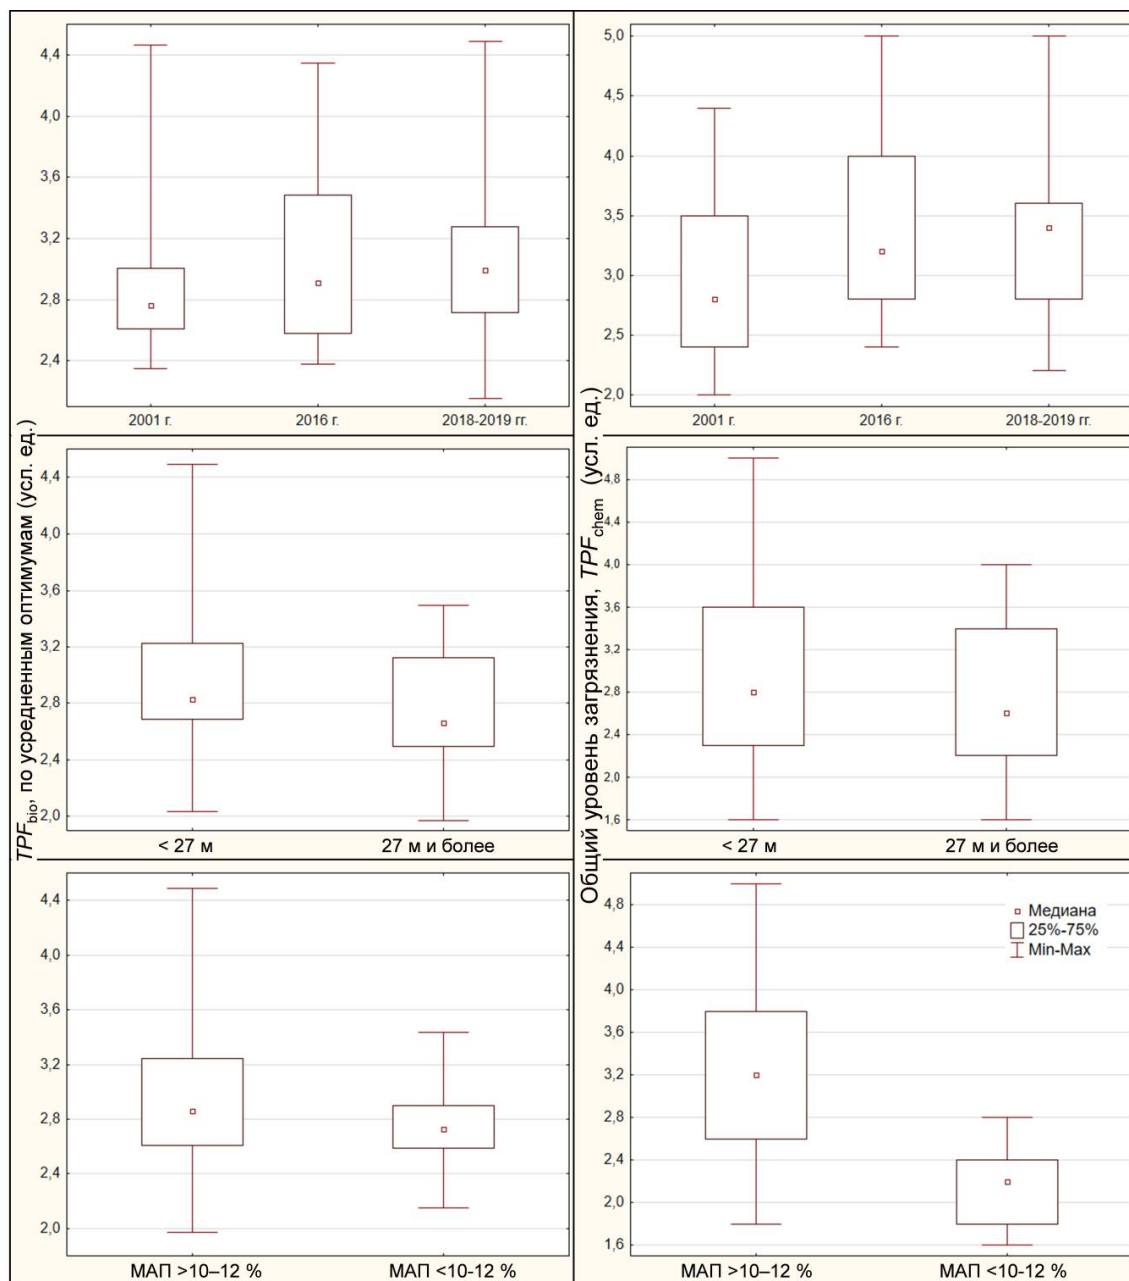 4,4
4,0
3,6
3,2
2,8
2,4
2001 г.
2016 г.
2018-2019 гг.
5,0
4,5
4,0
3,5
3,0
2,5
2,0
2001 г.
2016 г.
2018-2019 гг.
TPFbio, по усредненным оптимумам (усл. ед.)
4,4
4,0
3,6
3,2
2,8
2,4
2,0
< 27 м
27 м и более
Общий уровень загрязнения, TPFchem (усл. ед.)
4,8
4,4
4,0
3,6
3,2
2,8
2,4
2,0
1,6
< 27 м
27 м и более
4,4
4,0
3,6
3,2
2,8
2,4
2,0
МАП >10–12 %
МАП <10-12 %
4,8
4,4
4,0
3,6
3,2
2,8
2,4
2,0
1,6
Медиана
25%-75%
Min-Max
МАП >10–12 %
МАП <10-12 %